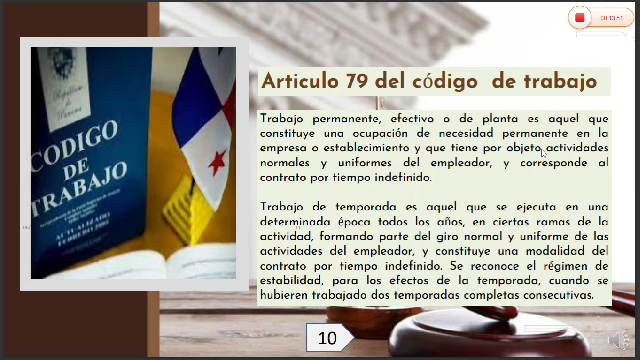 00:13:51
Articulo 79 del código de trabajo
Trabajo permanente, efectivo o de planta es aquel que
constituye una ocupación de necesidad permanente en la
empresa o establecimiento y que tiene por objeto actividades
normales y uniformes del empleador, y corresponde al
contrato por tiempo indefinido.
Trabajo de temporada es aquel que se ejecuta en una
determinada época todos los años, en ciertas ramas de la
actividad, formando parte del giro normal y uniforme de las
actividades del empleador, y constituye una modalidad del
contrato por tiempo indefinido. Se reconoce el régimen de
estabilidad, para los efectos de la temporada, cuando se
hubieren trabajado dos temporadas completas consecutivas.
CODIGO
DE
TRABAJO
ACTUALIZADO
10